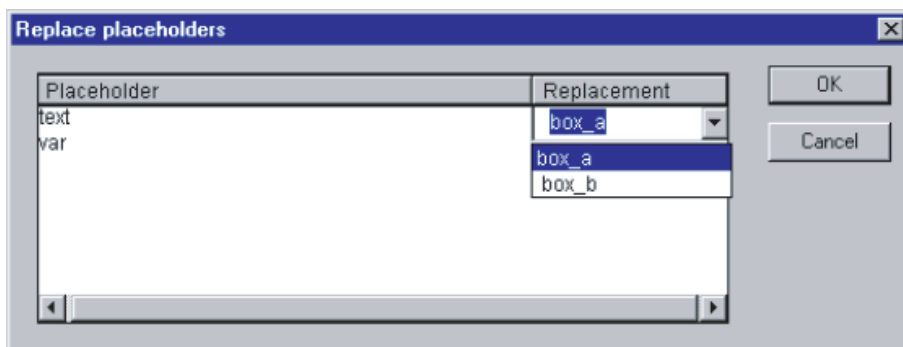 Replace placeholders
Placeholder Replacement OK
text box_a
var Cancel
box_a
box_b